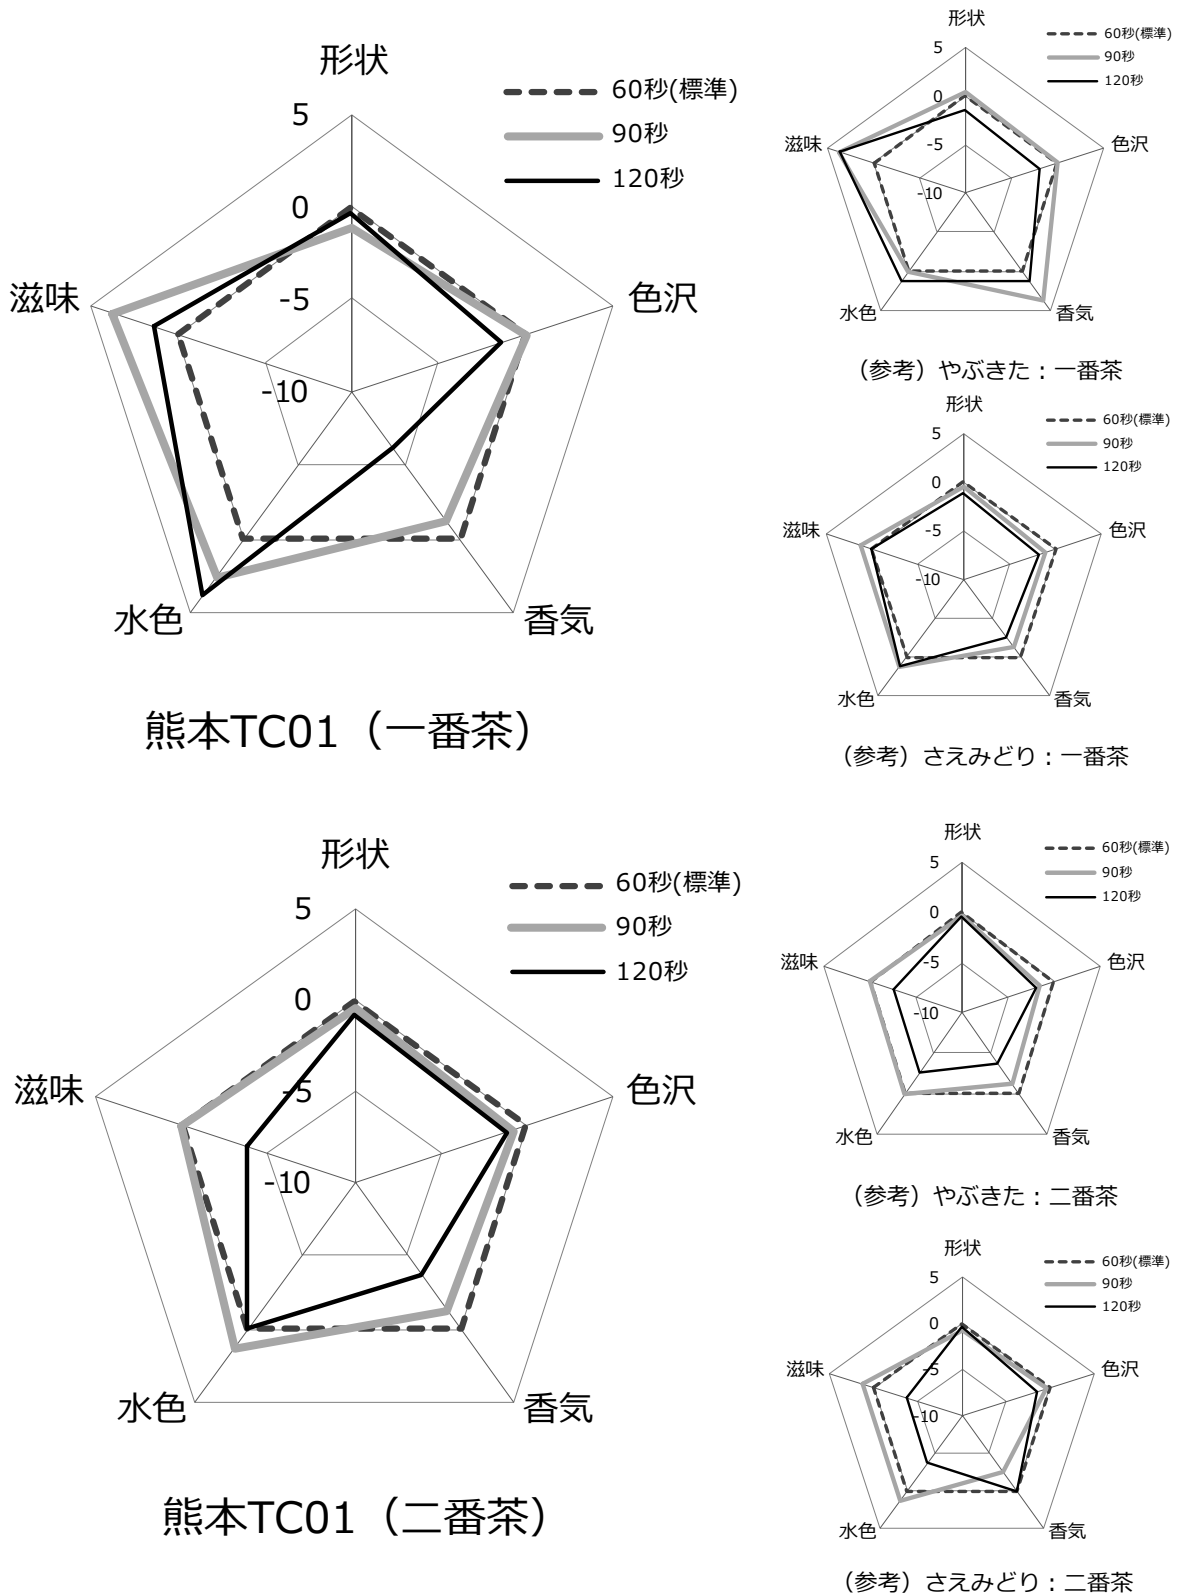 形状
5
0
-5
-10
60秒(標準)
90秒
120秒
滋味
色沢
水色
香気
熊本TC01（一番茶）
形状
5
0
-5
-10
60秒(標準)
90秒
120秒
滋味
色沢
水色
香気
（参考）やぶきた：一番茶
形状
5
0
-5
-10
60秒(標準)
90秒
120秒
滋味
色沢
水色
香気
（参考）さえみどり：一番茶
形状
5
0
-5
-10
60秒(標準)
90秒
120秒
滋味
色沢
水色
香気
熊本TC01（二番茶）
形状
5
0
-5
-10
60秒(標準)
90秒
120秒
滋味
色沢
水色
香気
（参考）やぶきた：二番茶
形状
5
0
-5
-10
60秒(標準)
90秒
120秒
滋味
色沢
水色
香気
（参考）さえみどり：二番茶